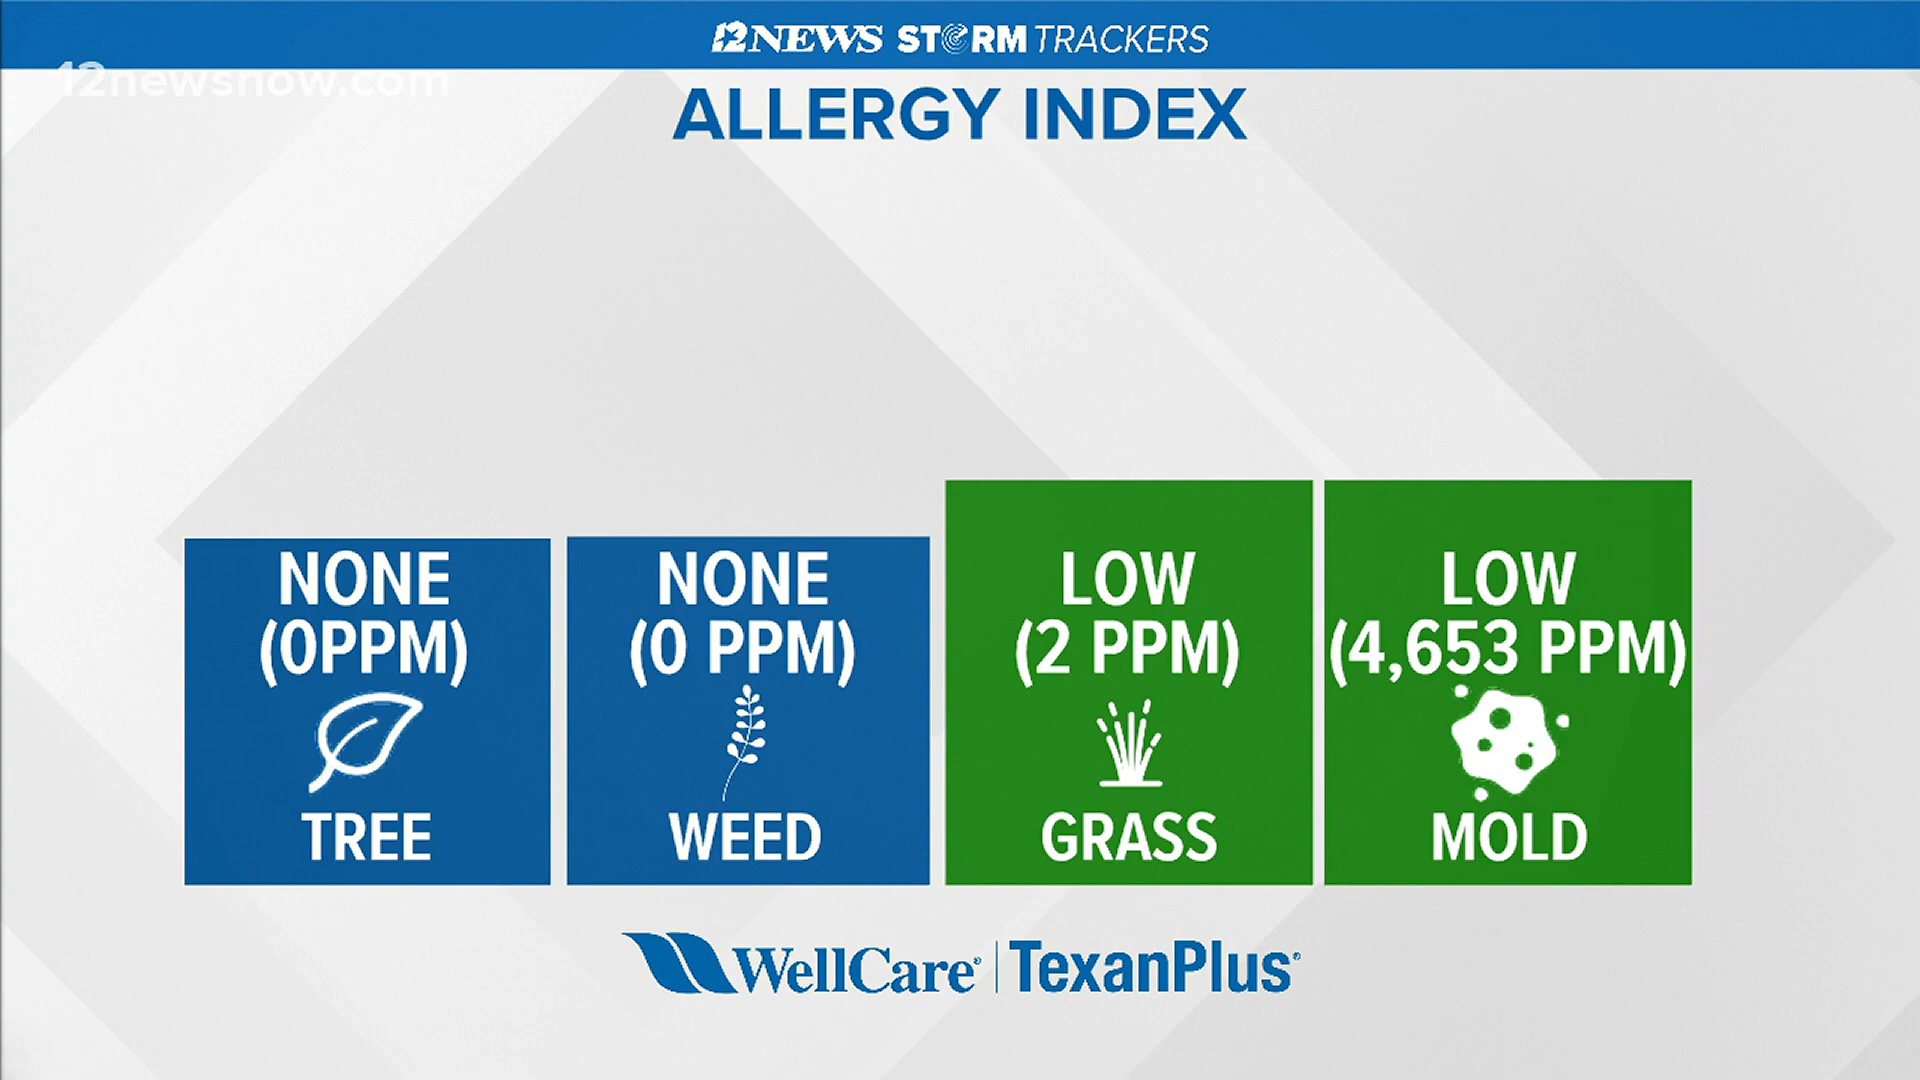 12NEWS STORM TRACKERS
12newsnow.com
ALLERGY INDEX
NONE
(0PPM)
TREE
NONE
(0 PPM)
WEED
LOW
(2 PPM)
GRASS
LOW
(4,653 PPM)
MOLD
WellCare® | TexanPlus®